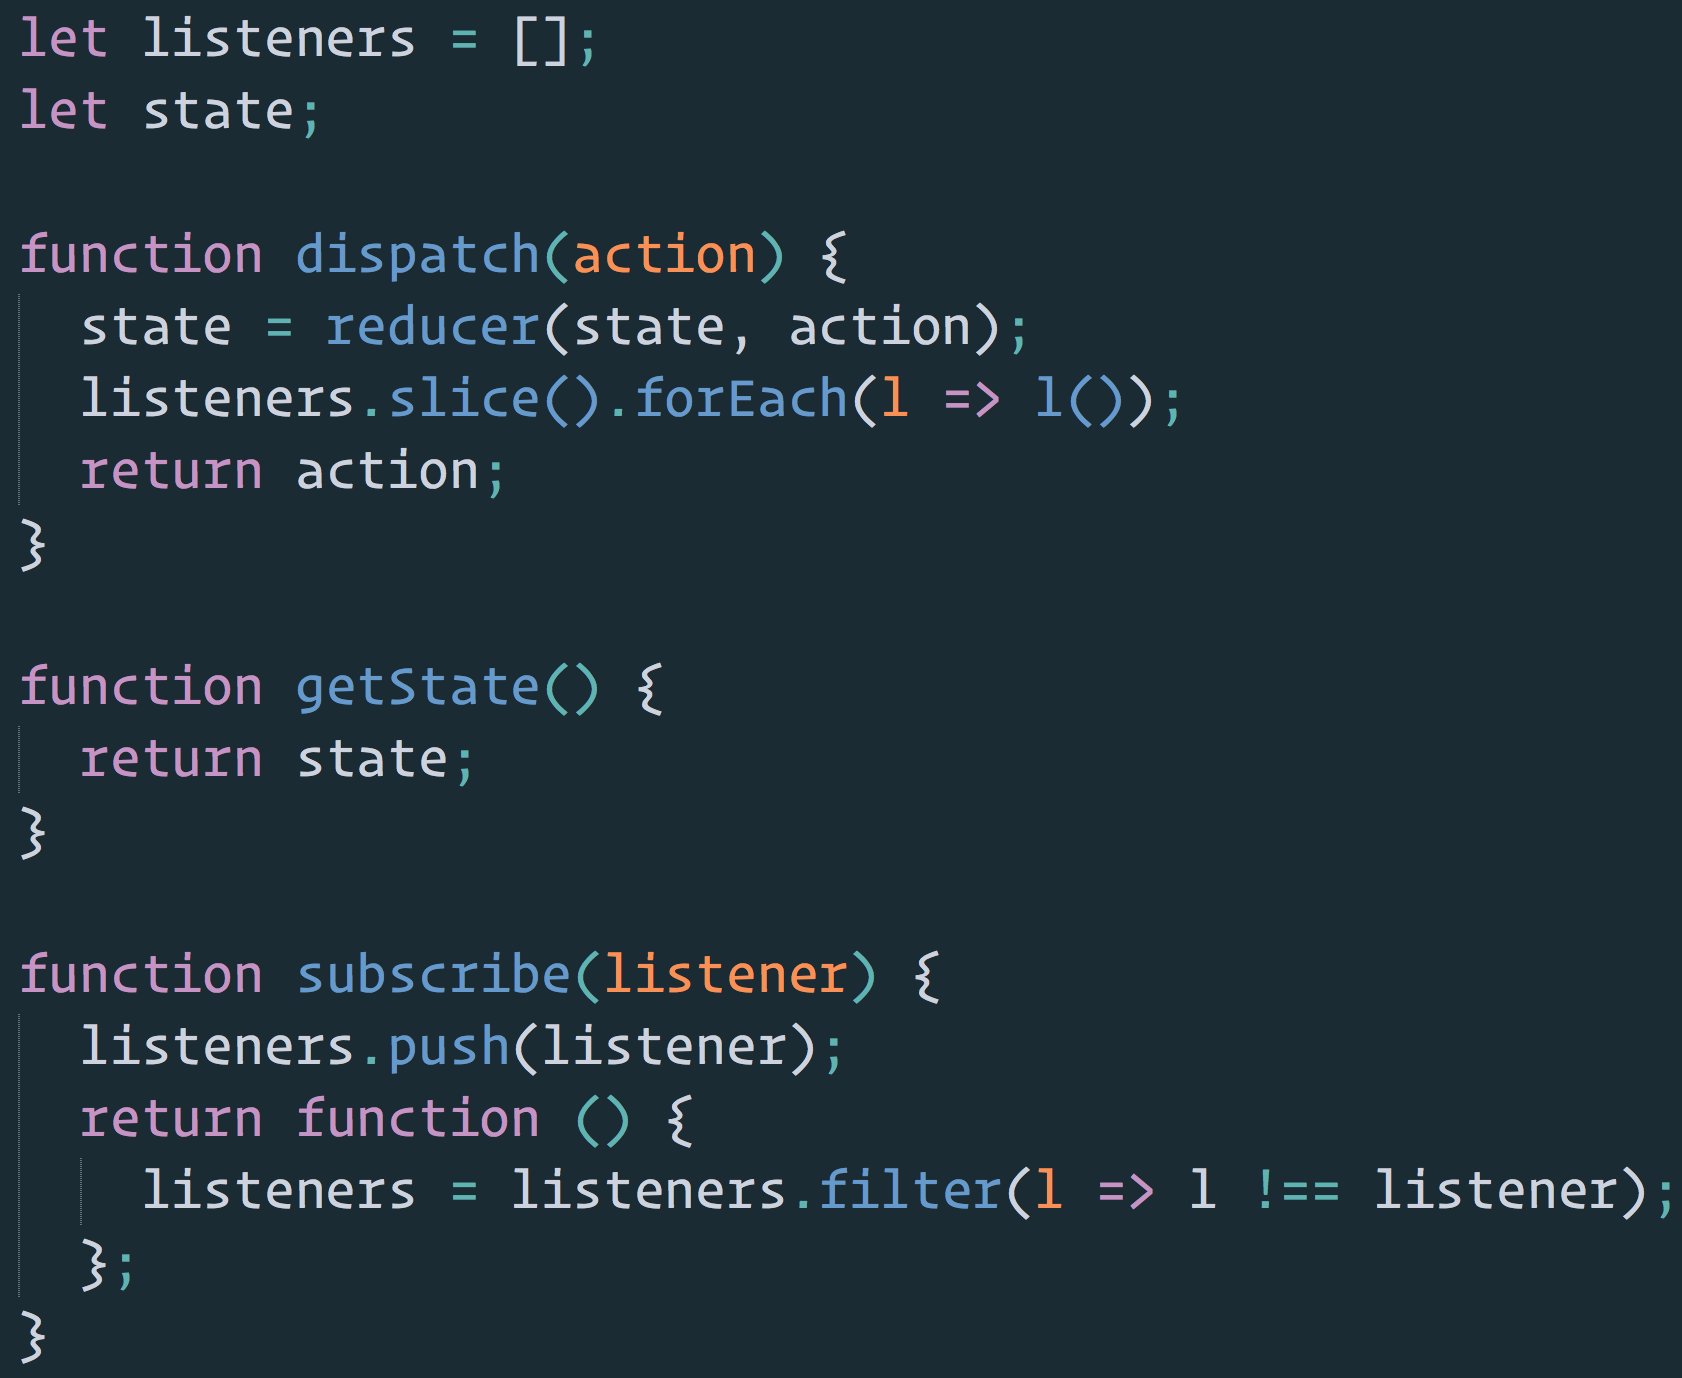 let listeners = [];
let state;

function dispatch(action) {
  state = reducer(state, action);
  listeners.slice().forEach(l => l());
  return action;
}

function getState() {
  return state;
}

function subscribe(listener) {
  listeners.push(listener);
  return function () {
    listeners = listeners.filter(l => l !== listener);
  };
}